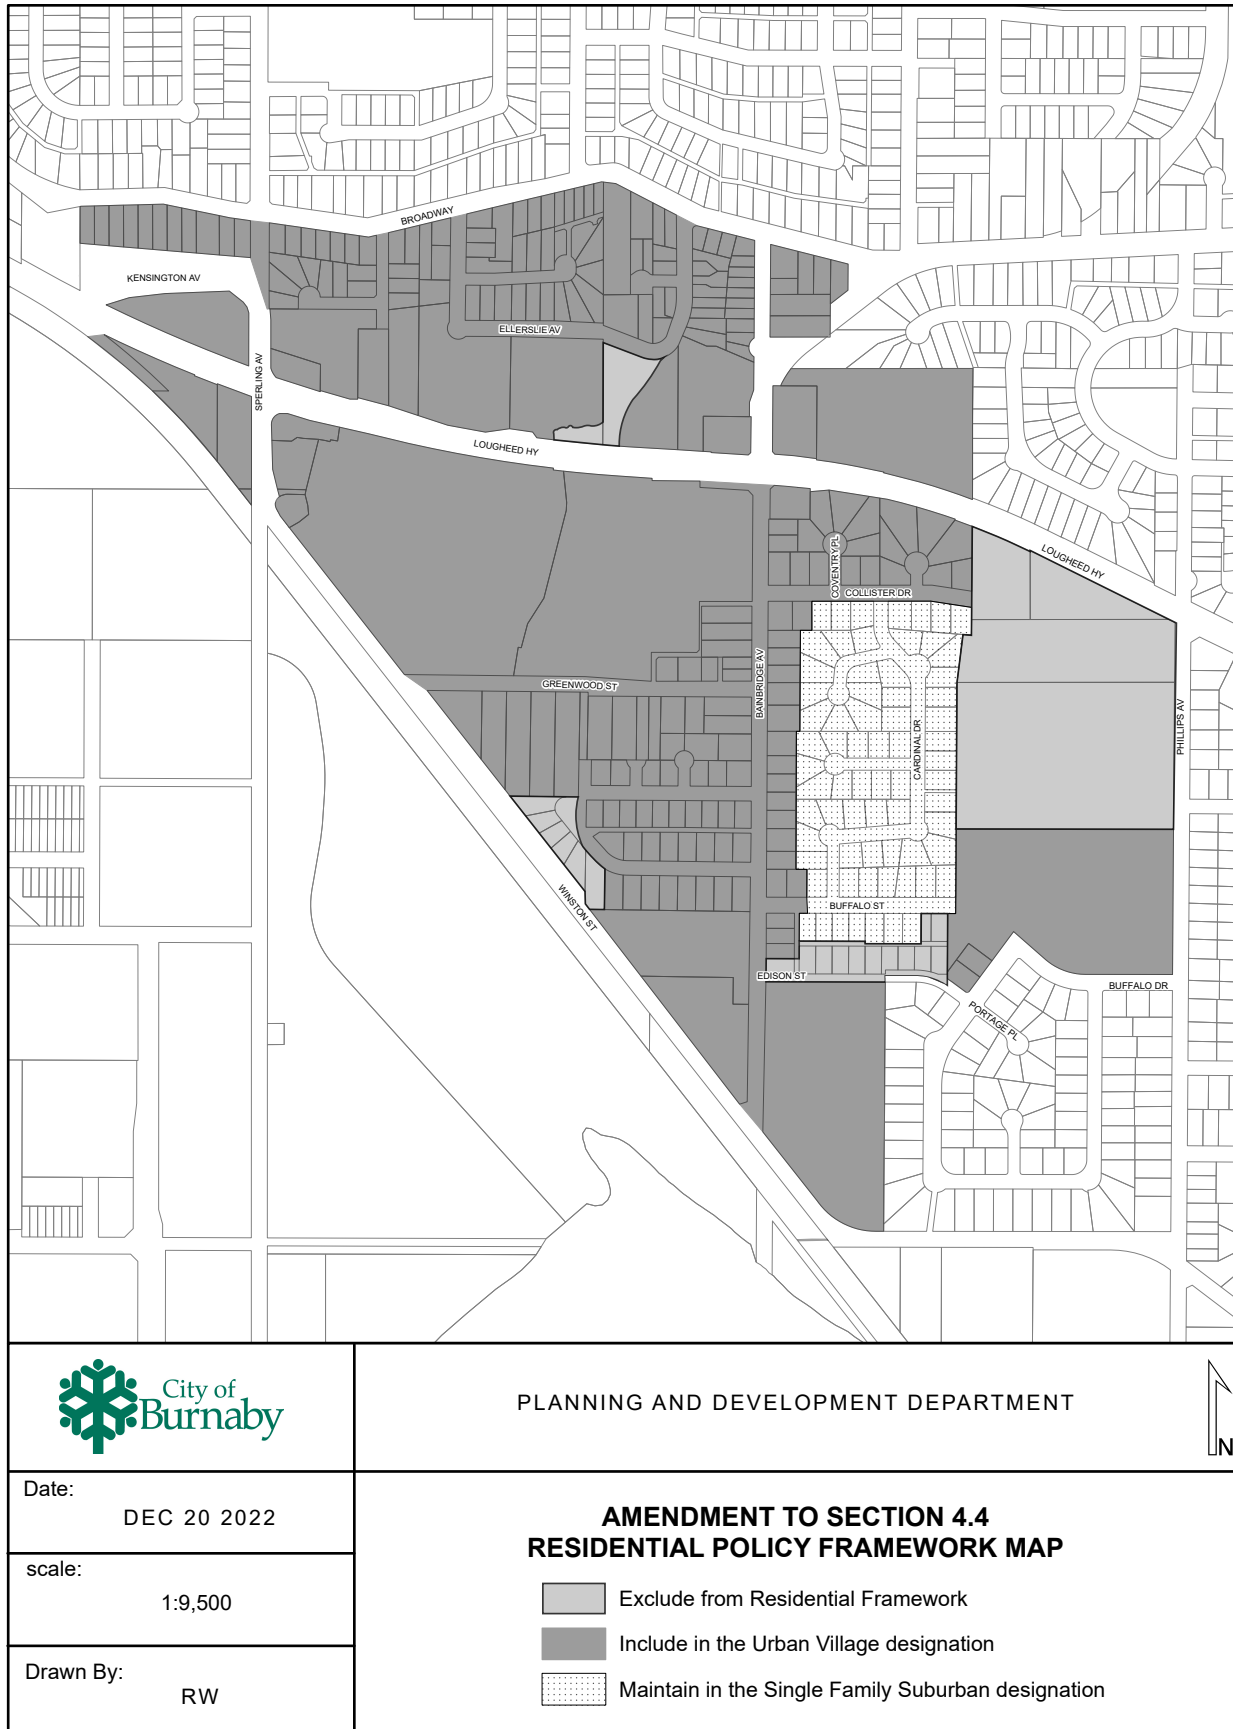 BROADWAY
KENSINGTON AV
ELLERSLIE AV
SPERLING AV
LOUGHEED HY
LOUGHEED HY
COVENTRY PL
COLLISTER DR
BAINBRIDGE AV
GREENWOOD ST
CARDINAL DR
PHILLIPS AV
WINSTON ST
BUFFALO ST
EDISON ST
BUFFALO DR
PORTAGE PL
City of
Burnaby
PLANNING AND DEVELOPMENT DEPARTMENT
N
Date:
DEC 20 2022
scale:
1:9,500
Drawn By:
RW
AMENDMENT TO SECTION 4.4
RESIDENTIAL POLICY FRAMEWORK MAP
Exclude from Residential Framework
Include in the Urban Village designation
Maintain in the Single Family Suburban designation